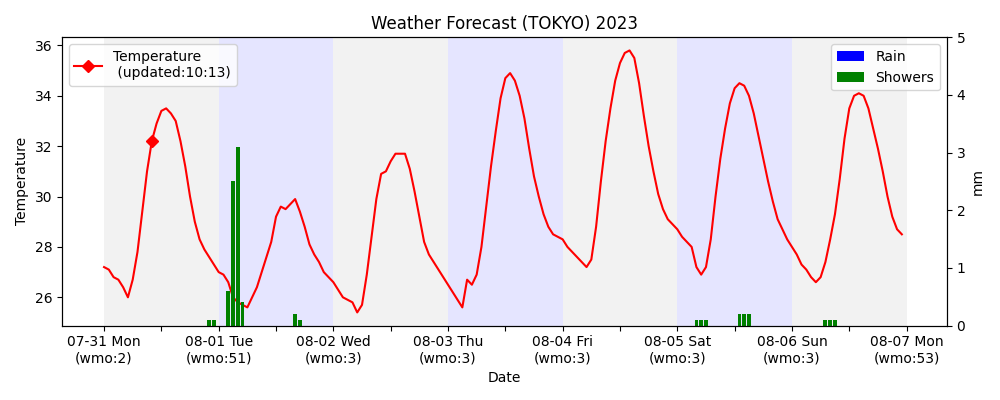 Weather Forecast (TOKYO) 2023
Temperature
(updated:10:13)
Rain
Showers
36
34
32
30
28
26
Temperature
5
4
3
2
1
0
mm
07-31 Mon
(wmo:2)
08-01 Tue
(wmo:51)
08-02 Wed
(wmo:3)
08-03 Thu
(wmo:3)
08-04 Fri
(wmo:3)
08-05 Sat
(wmo:3)
08-06 Sun
(wmo:3)
08-07 Mon
(wmo:53)
Date